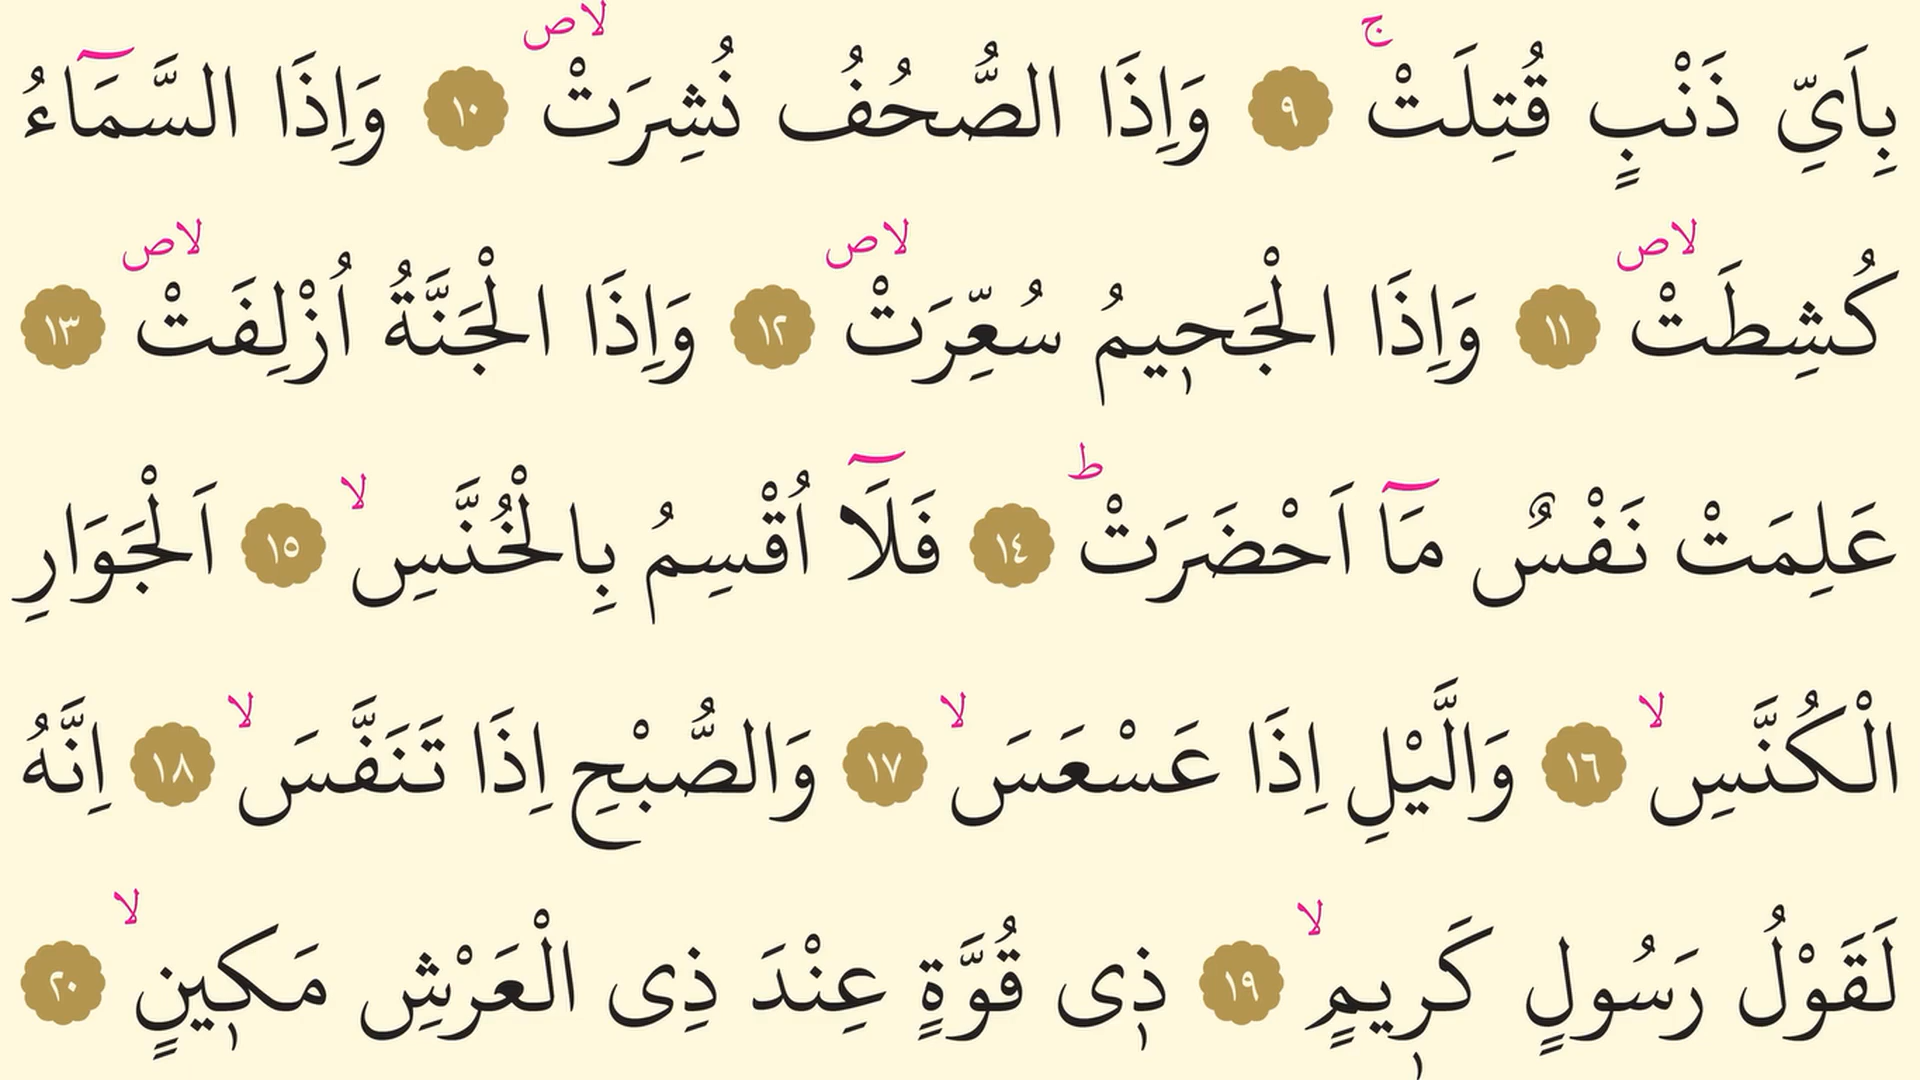 بِاَىِّ ذَنْبٍ قُتِلَتْۚ ٩ وَاِذَا الصُّحُفُ نُشِرَتْۙۖ ١٠ وَاِذَا السَّمَٓاءُ
كُشِطَتْۙۖ ١١ وَاِذَا الْجَح۪يمُ سُعِّرَتْۙۖ ١٢ وَاِذَا الْجَنَّةُ اُزْلِفَتْۙۖ ١٣
عَلِمَتْ نَفْسٌ مَٓا اَحْضَرَتْۜ ١٤ فَلَٓا اُقْسِمُ بِالْخُنَّسِۙ ١٥ اَلْجَوَارِ
الْكُنَّسِۙ ١٦ وَالَّيْلِ اِذَا عَسْعَسَۙ ١٧ وَالصُّبْحِ اِذَا تَنَفَّسَۙ ١٨ اِنَّهُ
لَقَوْلُ رَسُولٍ كَر۪يمٍۙ ١٩ ذ۪ى قُوَّةٍ عِنْدَ ذِى الْعَرْشِ مَك۪ينٍۙ ٢٠